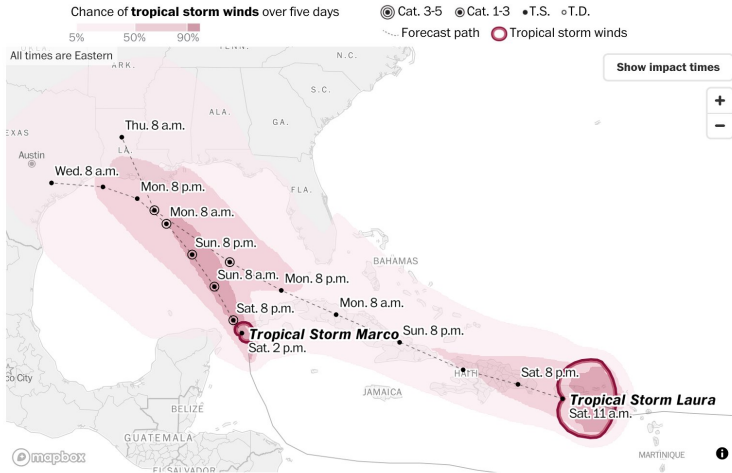 Chance of tropical storm winds over five days
5% 50% 90%
Cat. 3-5 Cat. 1-3 T.S. T.D.
Forecast path Tropical storm winds
All times are Eastern
Show impact times
+
−
ARK.
TENN.
N.C.
S.C.
ALA.
GA.
EXAS
Austin
LA.
FLA.
Thu. 8 a.m.
Wed. 8 a.m.
Mon. 8 p.m.
Mon. 8 a.m.
Sun. 8 p.m.
Sun. 8 a.m.
Sat. 8 p.m.
Tropical Storm Marco
Sat. 2 p.m.
BAHAMAS
Mon. 8 p.m.
Mon. 8 a.m.
Sun. 8 p.m.
HAITI
Sat. 8 p.m.
Tropical Storm Laura
Sat. 11 a.m.
co City
JAMAICA
BELIZE
GUATEMALA
EL SALVADOR
MARTINIQUE
mapbox
i